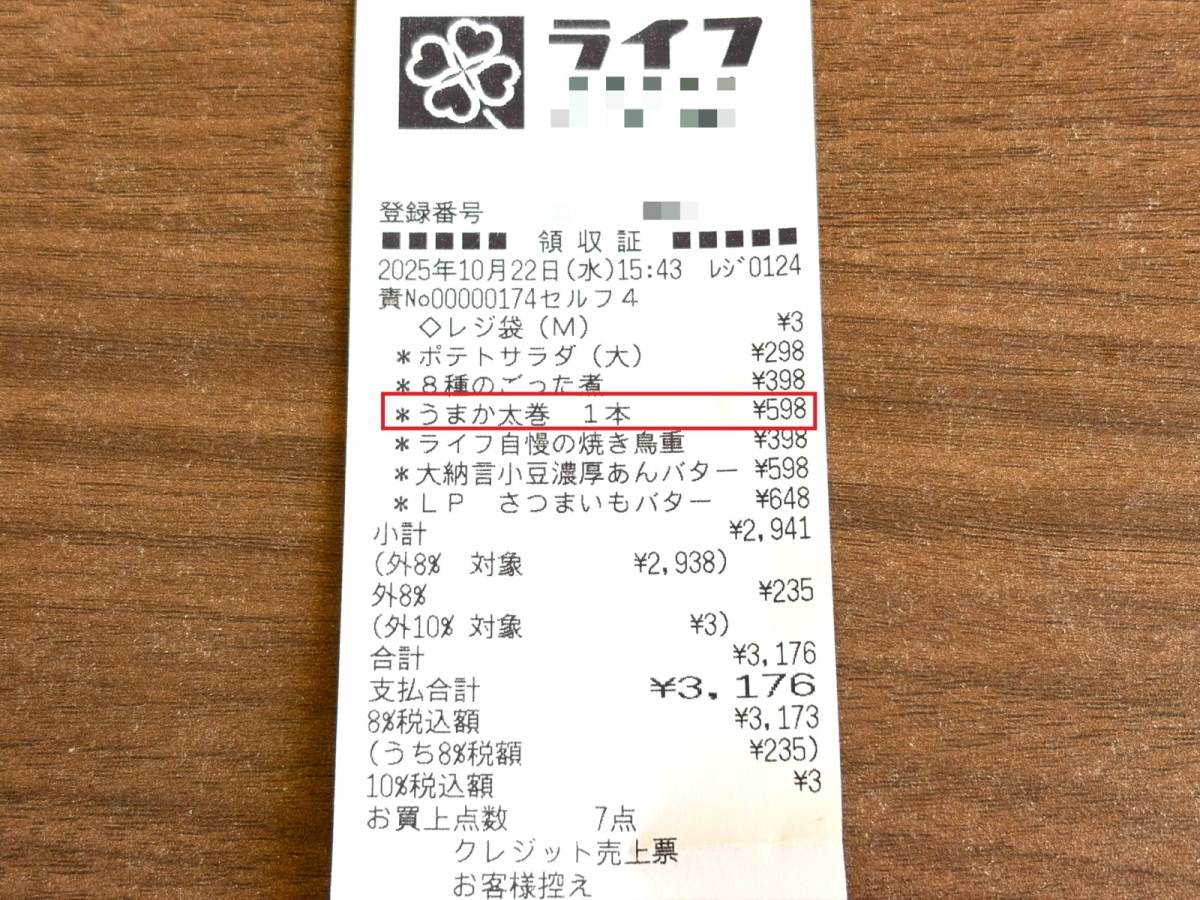 ライフ
登録番号
■■■■■ 領収証 ■■■■■
2025年10月22日(水)15:43 ﾚｼﾞ0124
責No00000174セルフ4
◇レジ袋(M) ¥3
*ポテトサラダ(大) ¥298
*8種のごった煮 ¥398
*うまか太巻 1本 ¥598
*ライフ自慢の焼き鳥重 ¥398
*大納言小豆濃厚あんバター ¥598
*LP さつまいもバター ¥648
小計 ¥2,941
(外8% 対象 ¥2,938)
外8% ¥235
(外10% 対象 ¥3)
合計 ¥3,176
支払合計 ¥3,176
8%税込額 ¥3,173
(うち8%税額 ¥235)
10%税込額 ¥3
お買上点数 7点
クレジット売上票
お客様控え